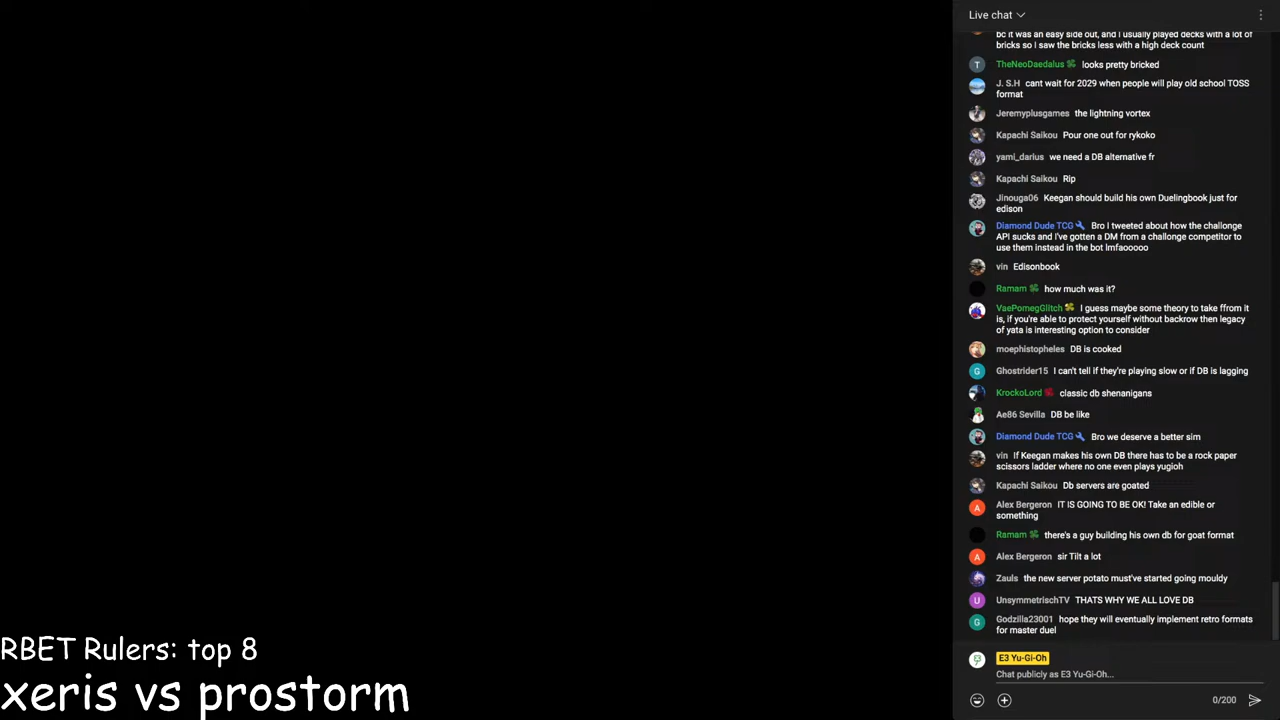 Live chat
bc it was an easy side out, and I usually played decks with a lot of
bricks so I saw the bricks less with a high deck count
T TheNeoDaedalus looks pretty bricked
J. S.H cant wait for 2029 when people will play old school TOSS
format
Jeremyplusgames the lightning vortex
Kapachi Saikou Pour one out for rykoko
yami_darius we need a DB alternative fr
Kapachi Saikou Rip
Jinouga06 Keegan should build his own Duelingbook just for
edison
Diamond Dude TCG Bro I tweeted about how the challonge
API sucks and I've gotten a DM from a challonge competitor to
use them instead in the bot lmfaooooo
vin Edisonbook
Ramam how much was it?
VaePomegGlitch I guess maybe some theory to take ffrom it
is, if you're able to protect yourself without backrow then legacy
of yata is interesting option to consider
moephistopheles DB is cooked
G Ghostrider15 I can't tell if they're playing slow or if DB is lagging
KrockoLord classic db shenanigans
Ae86 Sevilla DB be like
Diamond Dude TCG Bro we deserve a better sim
vin If Keegan makes his own DB there has to be a rock paper
scissors ladder where no one even plays yugioh
Kapachi Saikou Db servers are goated
A Alex Bergeron IT IS GOING TO BE OK! Take an edible or
something
Ramam there's a guy building his own db for goat format
A Alex Bergeron sir Tilt a lot
Zauls the new server potato must've started going mouldy
U UnsymmetrischTV THATS WHY WE ALL LOVE DB
G Godzilla23001 hope they will eventually implement retro formats
for master duel
E3 Yu-Gi-Oh
Chat publicly as E3 Yu-Gi-Oh...
0/200
RBET Rulers: top 8
xeris vs prostorm